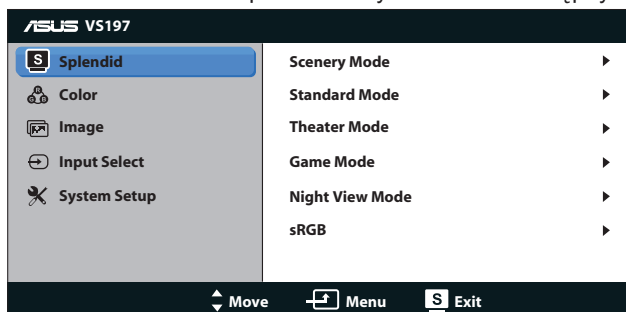 ASUS VS197
S Splendid
Color
Image
Input Select
System Setup
Scenery Mode
Standard Mode
Theater Mode
Game Mode
Night View Mode
sRGB
Move Menu S Exit